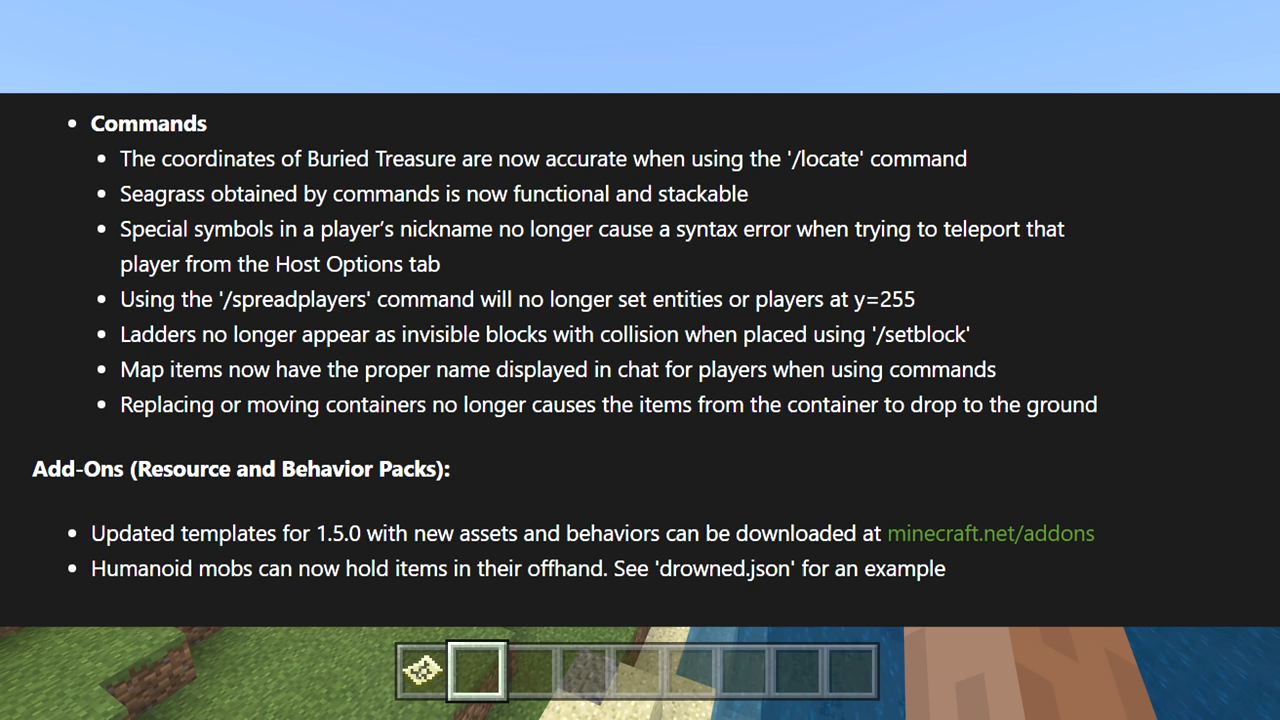 • Commands
• The coordinates of Buried Treasure are now accurate when using the '/locate' command
• Seagrass obtained by commands is now functional and stackable
• Special symbols in a player’s nickname no longer cause a syntax error when trying to teleport that
player from the Host Options tab
• Using the '/spreadplayers' command will no longer set entities or players at y=255
• Ladders no longer appear as invisible blocks with collision when placed using '/setblock'
• Map items now have the proper name displayed in chat for players when using commands
• Replacing or moving containers no longer causes the items from the container to drop to the ground
Add-Ons (Resource and Behavior Packs):
• Updated templates for 1.5.0 with new assets and behaviors can be downloaded at minecraft.net/addons
• Humanoid mobs can now hold items in their offhand. See 'drowned.json' for an example